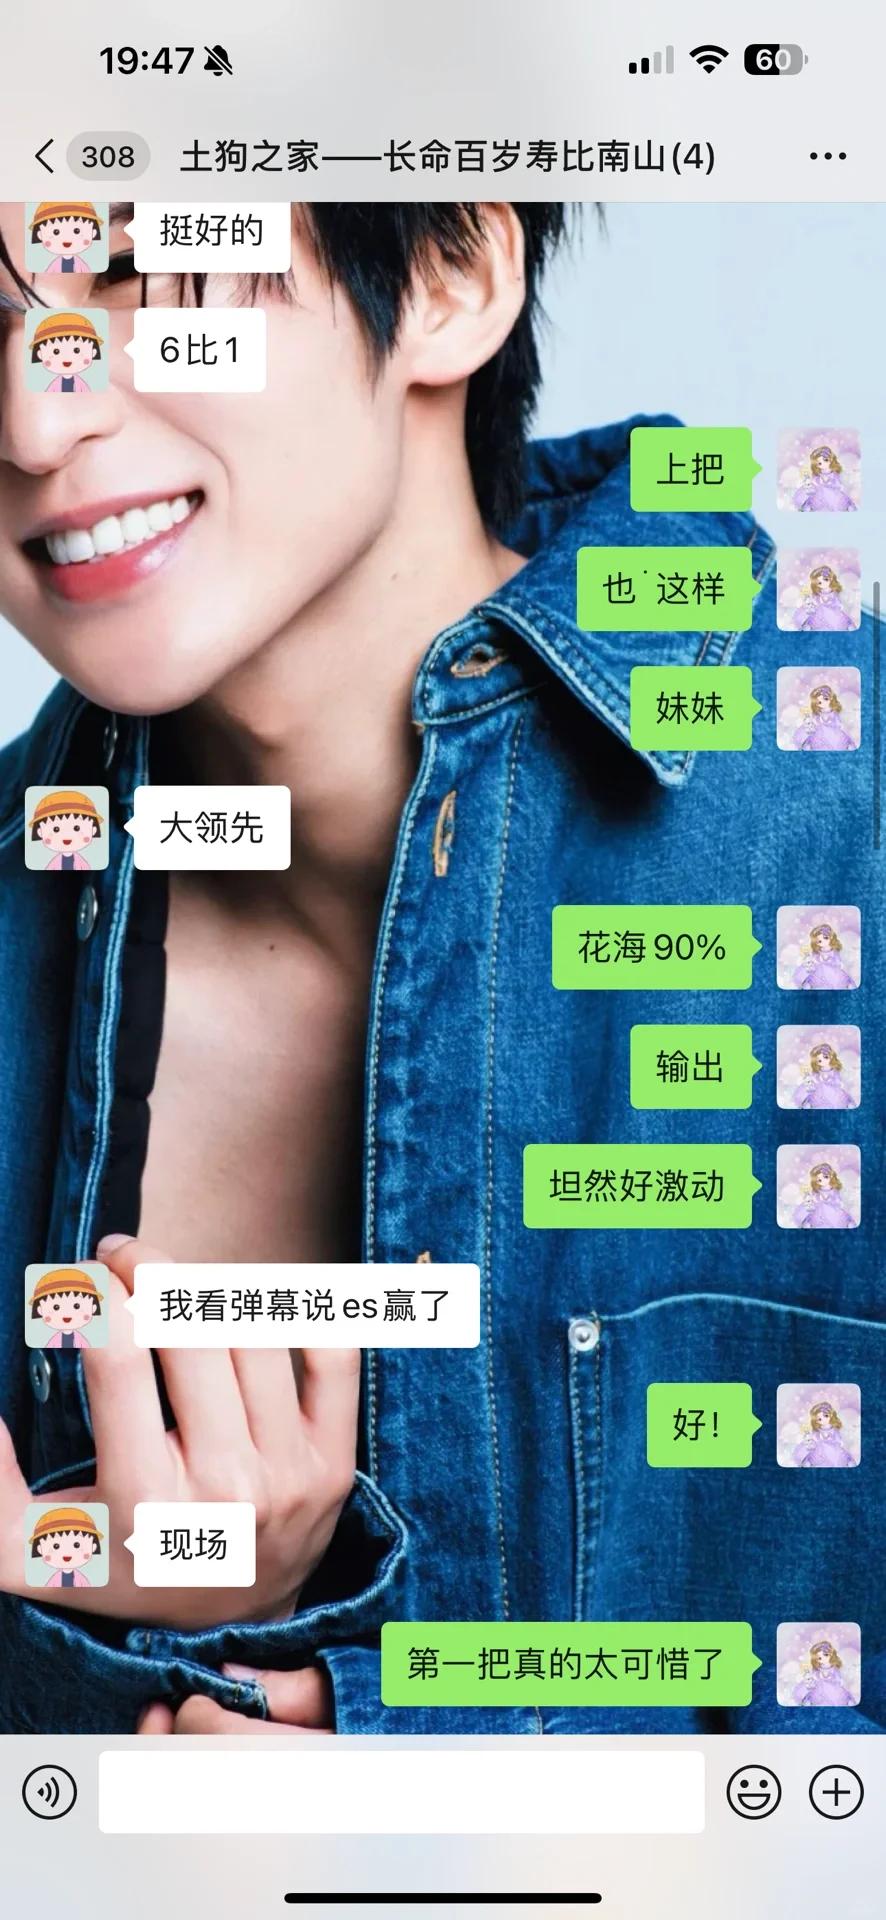 19:47
60
308
土狗之家——长命百岁寿比南山(4)
挺好的
6比1
上把
也˙这样
妹妹
大领先
花海90%
输出
坦然好激动
我看弹幕说es赢了
好！
现场
第一把真的太可惜了